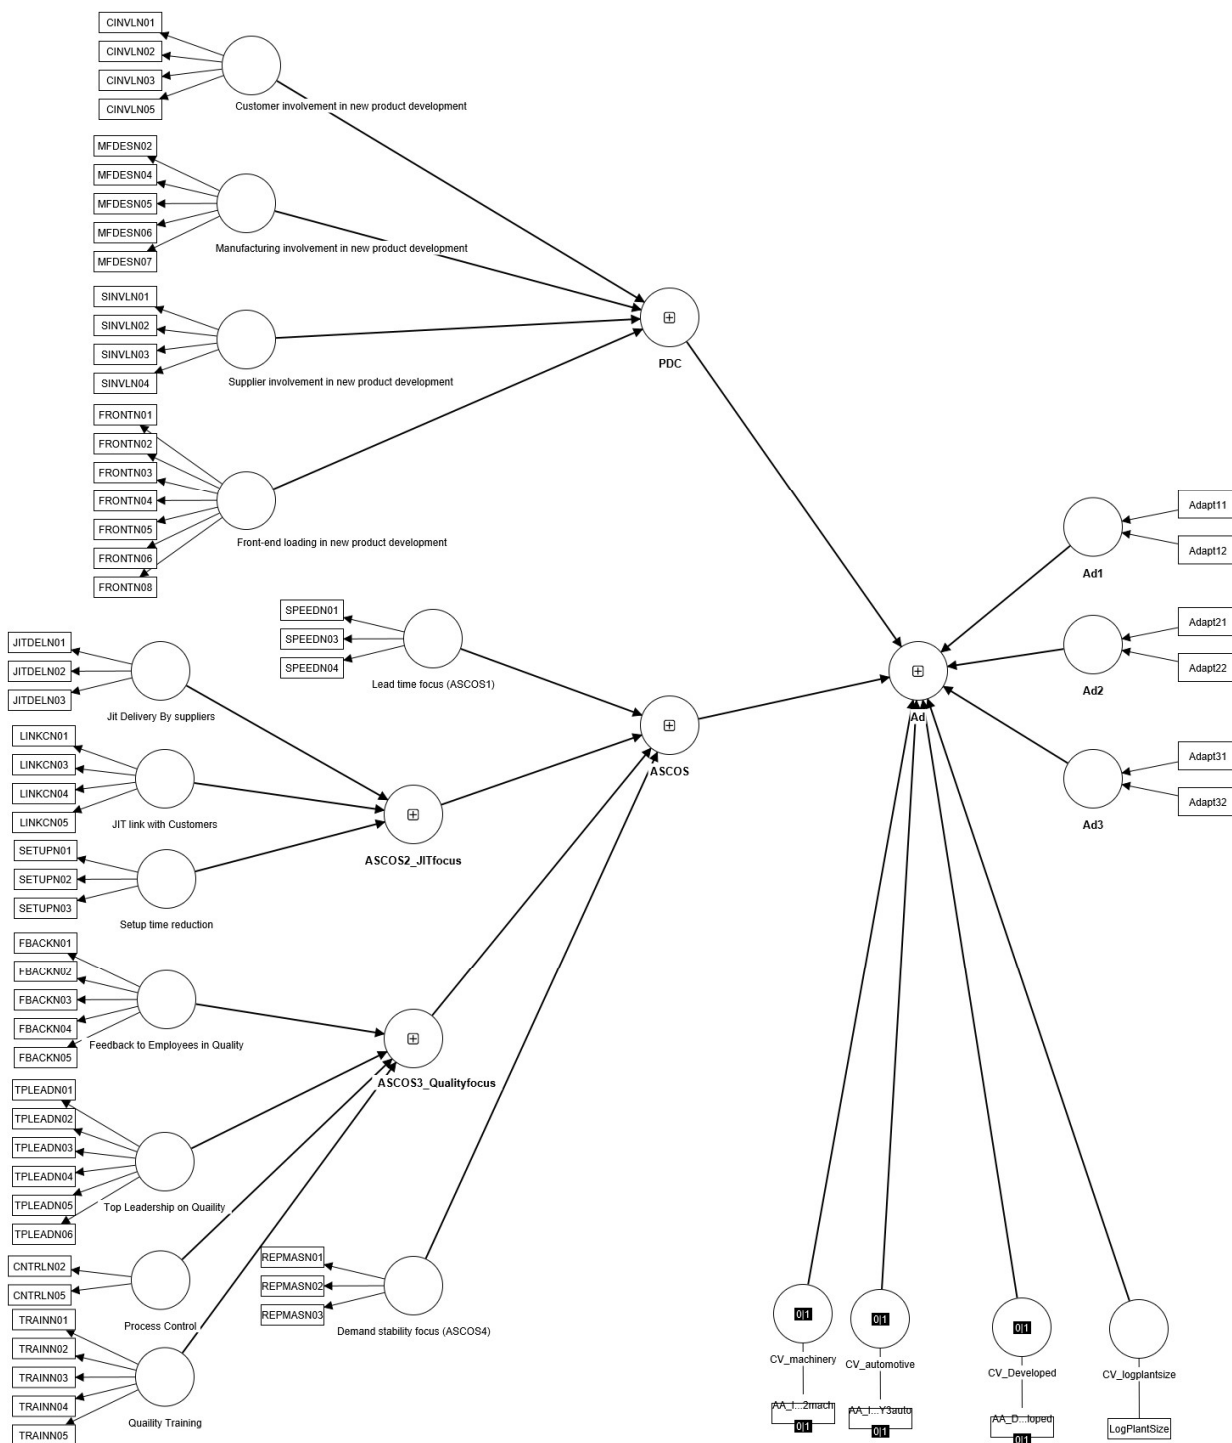 CINVLN01
CINVLN02
CINVLN03
CINVLN05
Customer involvement in new product development
MFDESN02
MFDESN04
MFDESN05
MFDESN06
MFDESN07
Manufacturing involvement in new product development
SINVLN01
SINVLN02
SINVLN03
SINVLN04
Supplier involvement in new product development
PDC
FRONTN01
FRONTN02
FRONTN03
FRONTN04
FRONTN05
FRONTN06
FRONTN08
Front-end loading in new product development
SPEEDN01
SPEEDN03
SPEEDN04
Lead time focus (ASCOS1)
JITDELN01
JITDELN02
JITDELN03
Jit Delivery By suppliers
LINKCN01
LINKCN03
LINKCN04
LINKCN05
JIT link with Customers
ASCOS
SETUPN01
SETUPN02
SETUPN03
Setup time reduction
ASCOS2_JITfocus
FBACKN01
FBACKN02
FBACKN03
FBACKN04
FBACKN05
Feedback to Employees in Quality
ASCOS3_Qualityfocus
TPLEADN01
TPLEADN02
TPLEADN03
TPLEADN04
TPLEADN05
TPLEADN06
Top Leadership on Quaility
CNTRLN02
CNTRLN05
Process Control
REPMASN01
REPMASN02
REPMASN03
Demand stability focus (ASCOS4)
TRAINN01
TRAINN02
TRAINN03
TRAINN04
TRAINN05
Quaility Training
Adapt11
Adapt12
Ad1
Adapt21
Adapt22
Ad2
Ad
Adapt31
Adapt32
Ad3
0|1
CV_machinery
AA_I...2mach
0|1
0|1
CV_automotive
AA_I...Y3auto
0|1
0|1
CV_Developed
AA_D...loped
0|1
CV_logplantsize
LogPlantSize